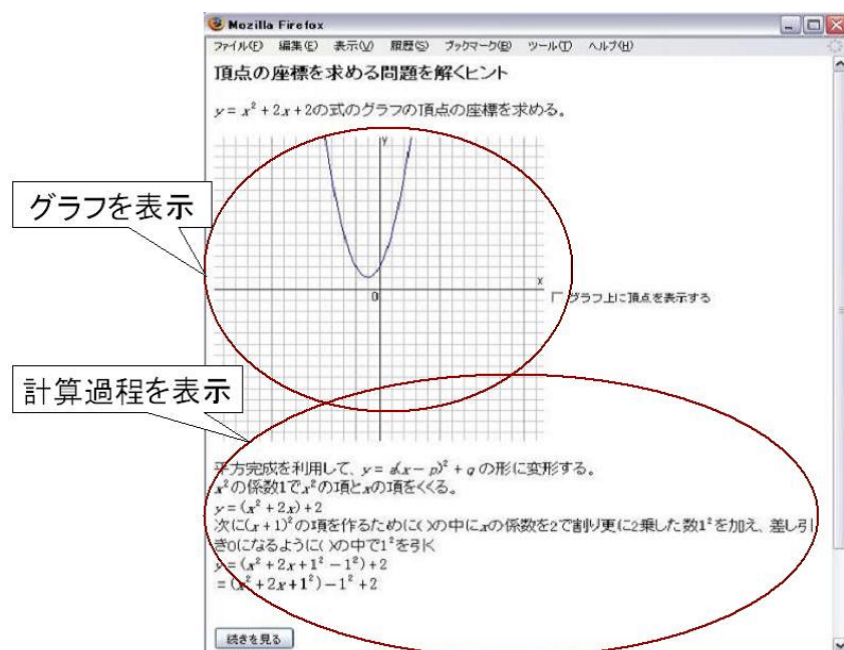 Mozilla Firefox
ファイル(F) 編集(E) 表示(V) 履歴(S) ブックマーク(B) ツール(T) ヘルプ(H)
頂点の座標を求める問題を解くヒント
y = x² + 2x + 2の式のグラフの頂点の座標を求める。
グラフを表示
y
x
0
グラフ上に頂点を表示する
計算過程を表示
平方完成を利用して、y = a(x − p)² + q の形に変形する。
x²の係数1でx²の項とxの項をくくる。
y = (x² + 2x) + 2
次に(x + 1)²の項を作るために( )の中にxの係数を2で割り更に2乗した数1²を加え、差し引
き0になるように( )の中で1²を引く
y = (x² + 2x + 1² − 1²) + 2
= (x² + 2x + 1²) − 1² + 2
続きを見る